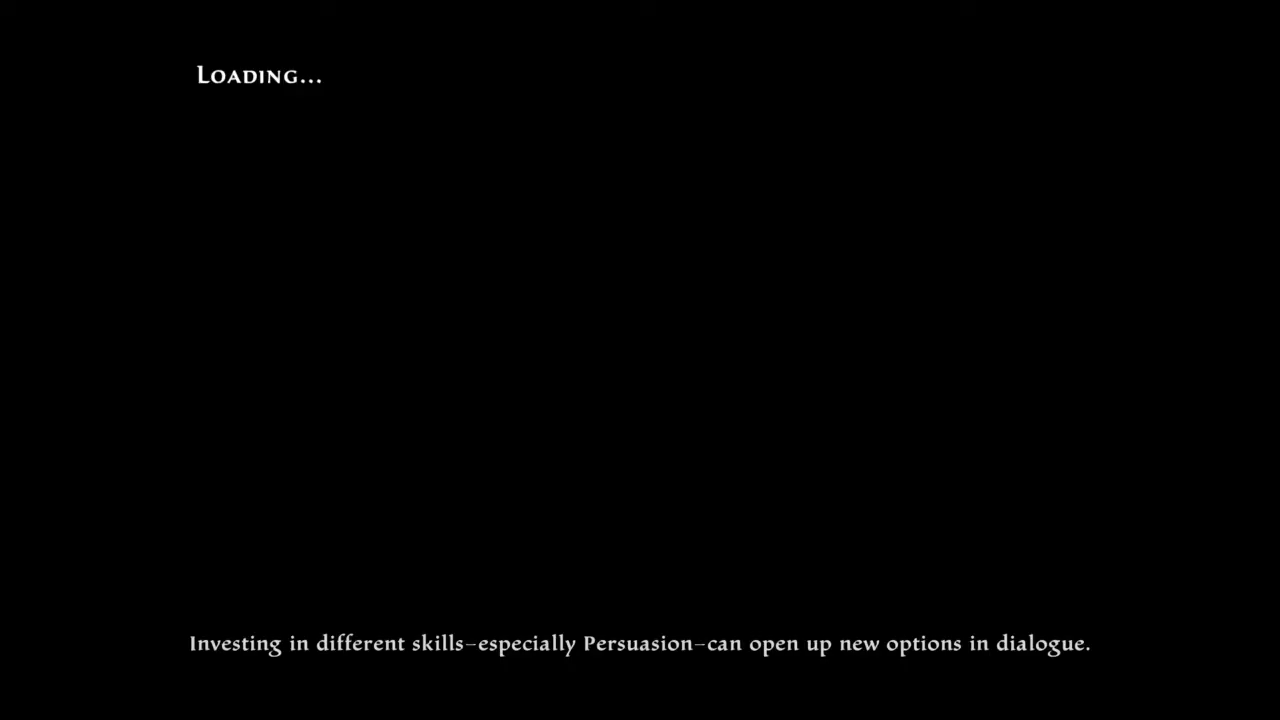 Loading...
Investing in different skills–especially Persuasion–can open up new options in dialogue.